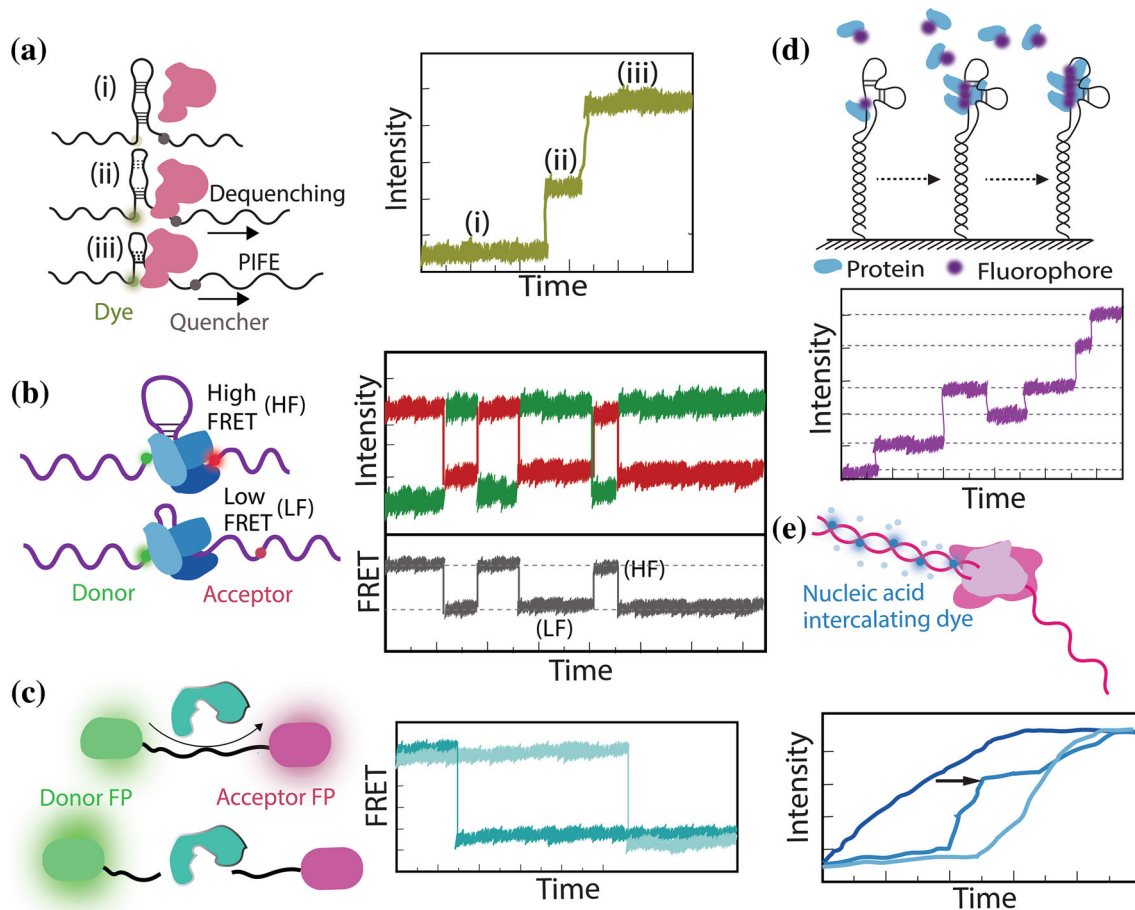 (a)
(i)
(ii)
Dequenching
(iii)
PIFE
Dye
Quencher
Intensity
(i)
(ii)
(iii)
Time
(b)
High
FRET (HF)
Low
FRET (LF)
Donor
Acceptor
Intensity
FRET
(HF)
(LF)
Time
(c)
Donor FP
Acceptor FP
FRET
Time
(d)
Protein
Fluorophore
Intensity
Time
(e)
Nucleic acid
intercalating dye
Intensity
Time